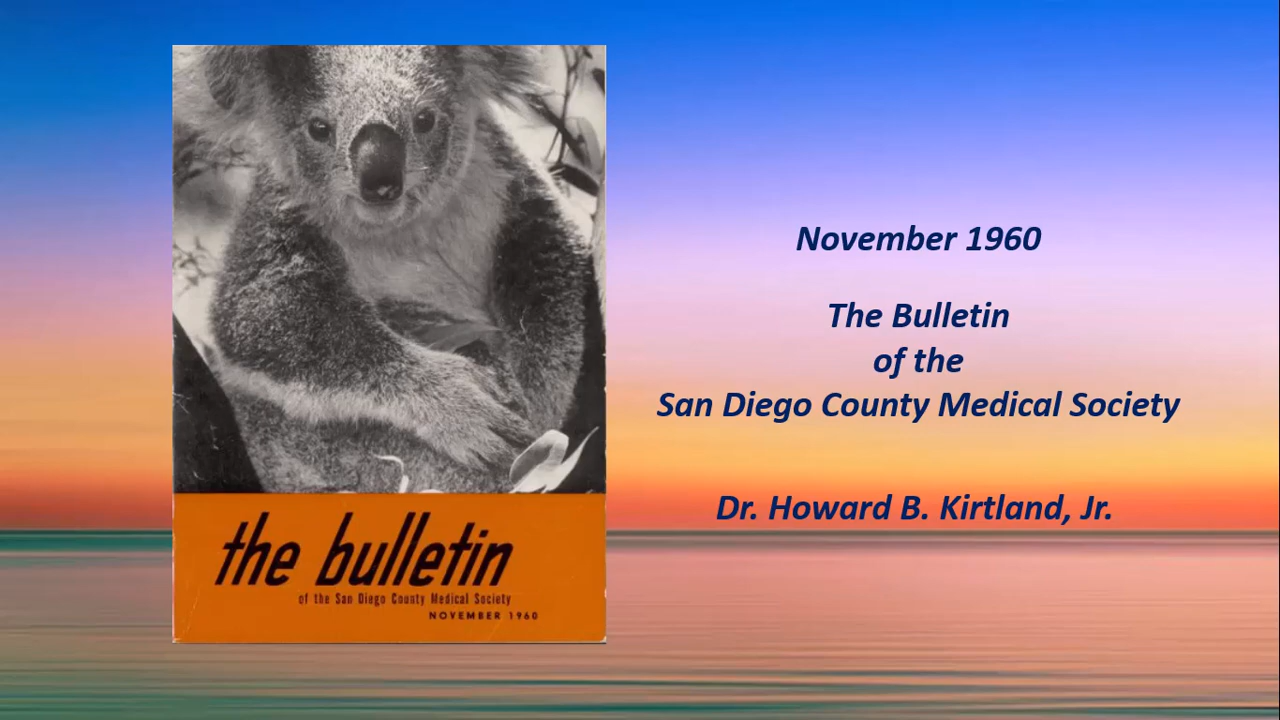 November 1960
The Bulletin
of the
San Diego County Medical Society
Dr. Howard B. Kirtland, Jr.
the bulletin
of the San Diego County Medical Society
NOVEMBER 1960